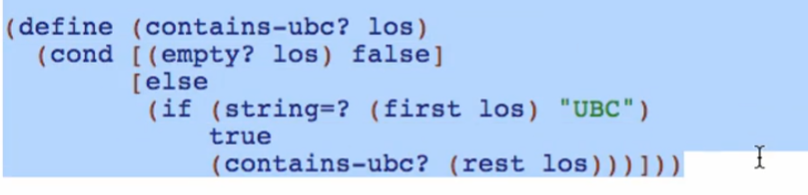 (define (contains-ubc? los)
(cond [(empty? los) false]
[else
(if (string=? (first los) "UBC")
true
(contains-ubc? (rest los)))]))